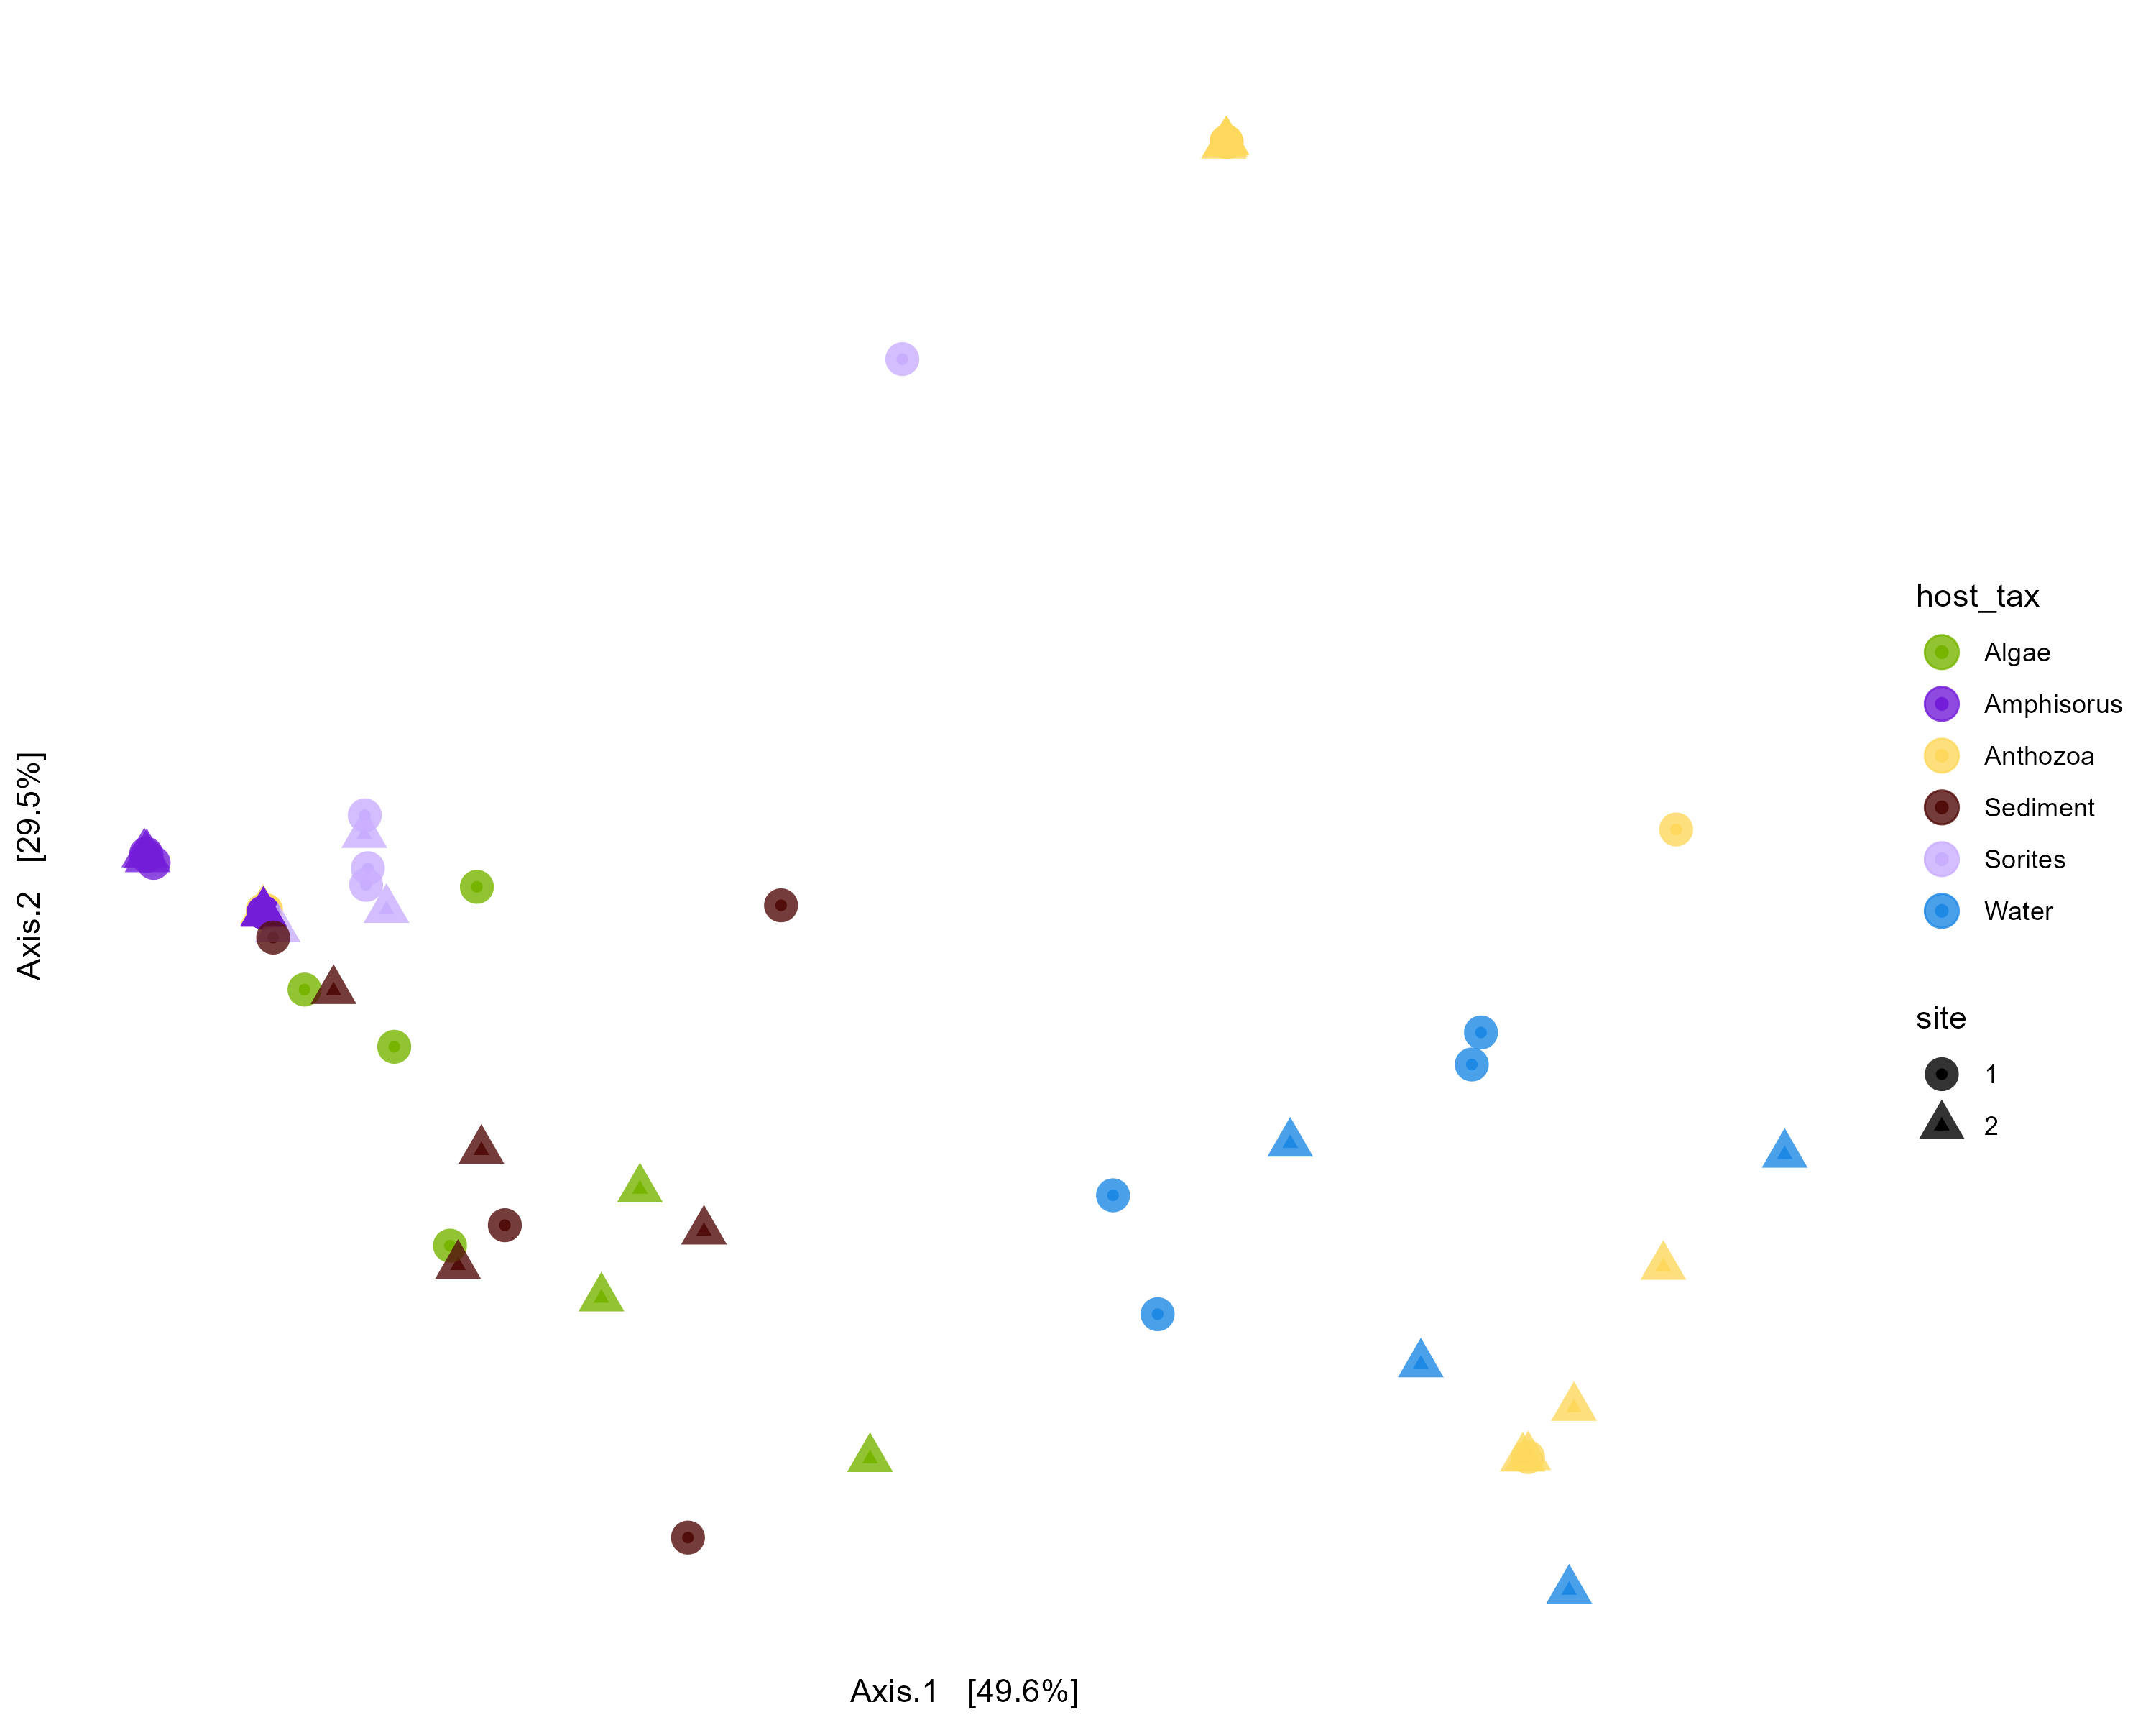 host_tax
Algae
Amphisorus
Anthozoa
Sediment
Sorites
Water
site
1
2
Axis.2 [29.5%]
Axis.1 [49.6%]